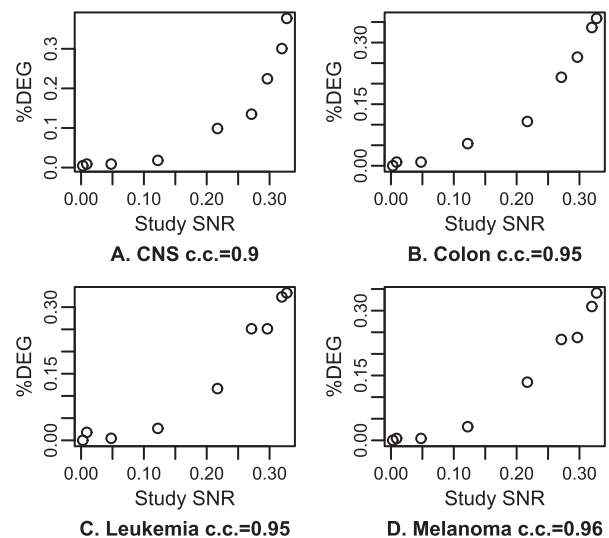 %DEG
0.0 0.1 0.2 0.3
0.00 0.10 0.20 0.30
Study SNR
A. CNS c.c.=0.9
%DEG
0.00 0.15 0.30
0.00 0.10 0.20 0.30
Study SNR
B. Colon c.c.=0.95
%DEG
0.00 0.15 0.30
0.00 0.10 0.20 0.30
Study SNR
C. Leukemia c.c.=0.95
%DEG
0.00 0.15 0.30
0.00 0.10 0.20 0.30
Study SNR
D. Melanoma c.c.=0.96